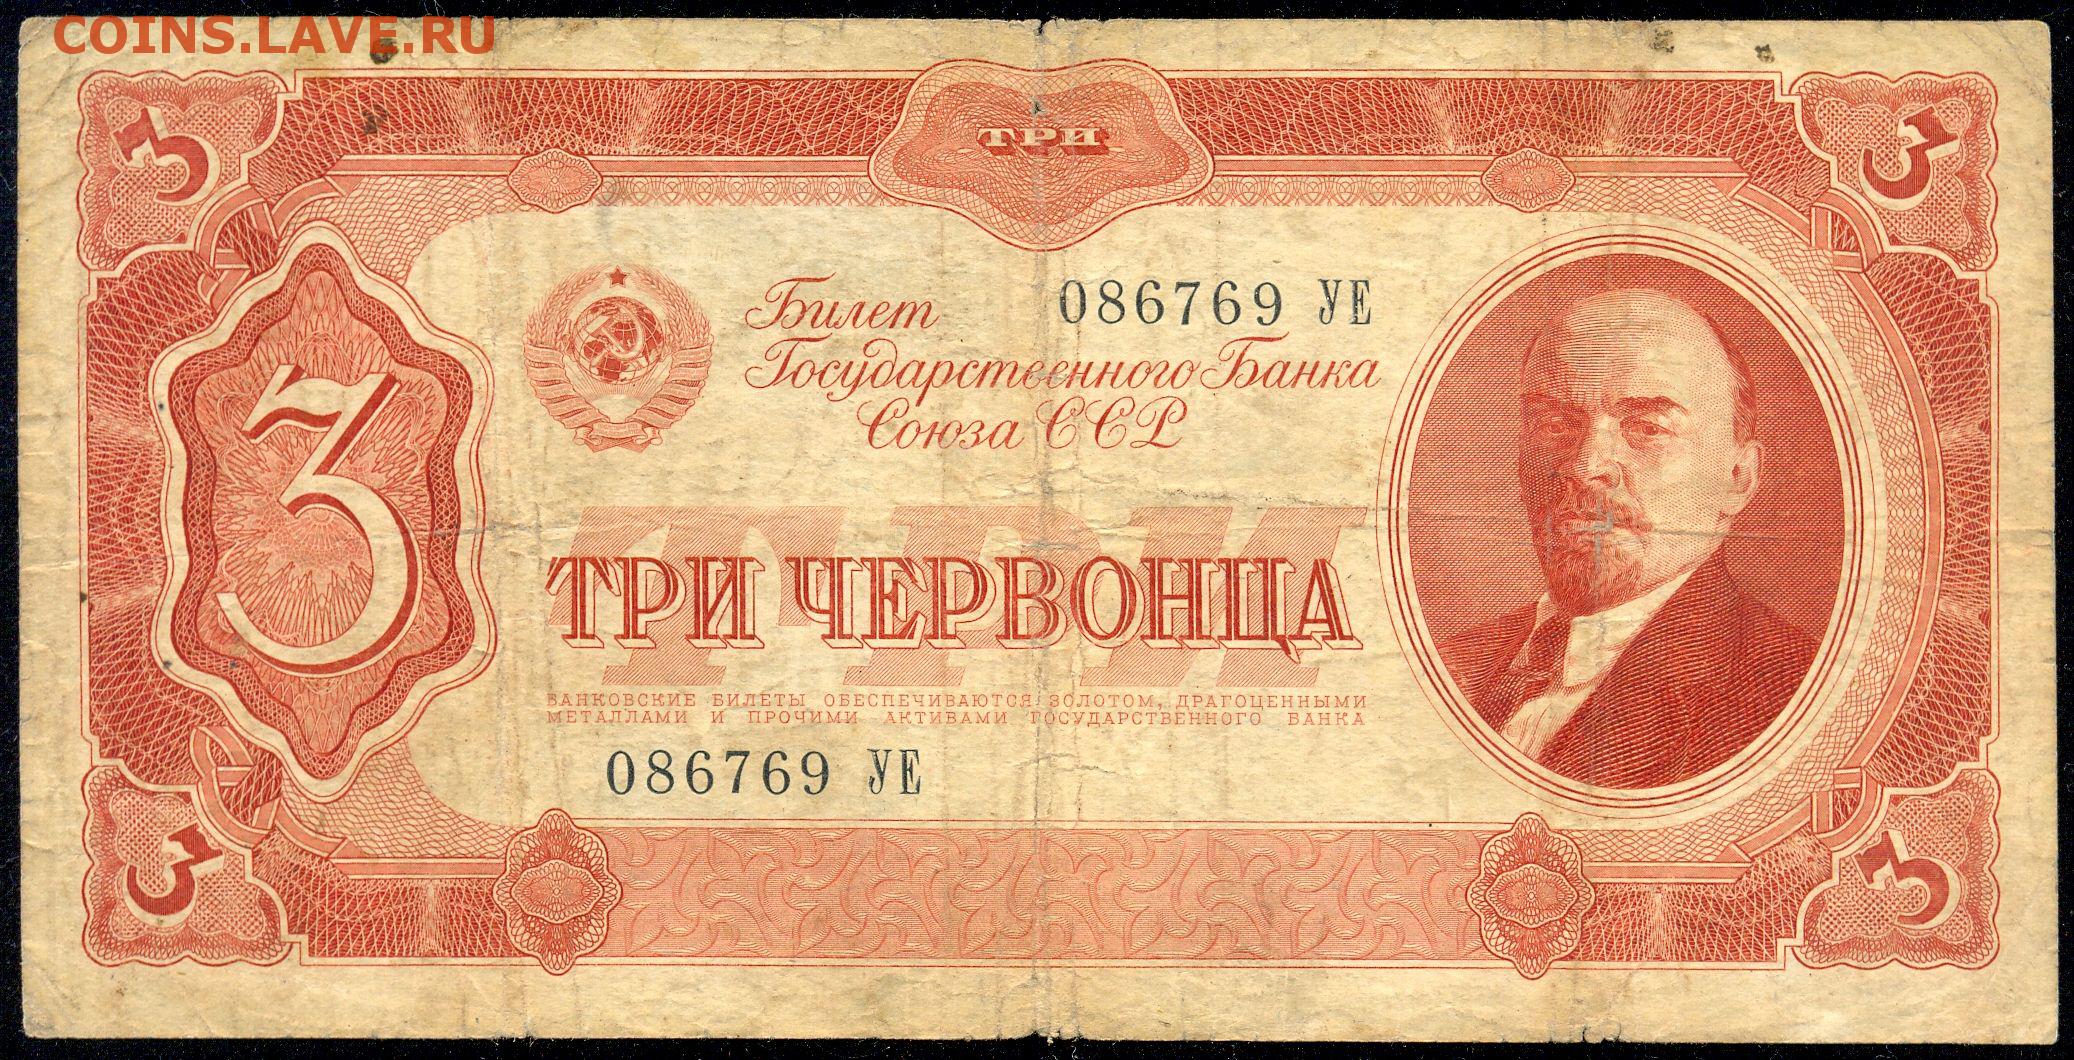 COINS.LAVE.RU
3
ТРИ
3
Билет
086769 УЕ
Государственного Банка
Союза ССР
3
ТРИ
ТРИ ЧЕРВОНЦА
БАНКОВСКИЕ БИЛЕТЫ ОБЕСПЕЧИВАЮТСЯ ЗОЛОТОМ, ДРАГОЦЕННЫМИ
МЕТАЛЛАМИ И ПРОЧИМИ АКТИВАМИ ГОСУДАРСТВЕННОГО БАНКА
086769 УЕ
3
3